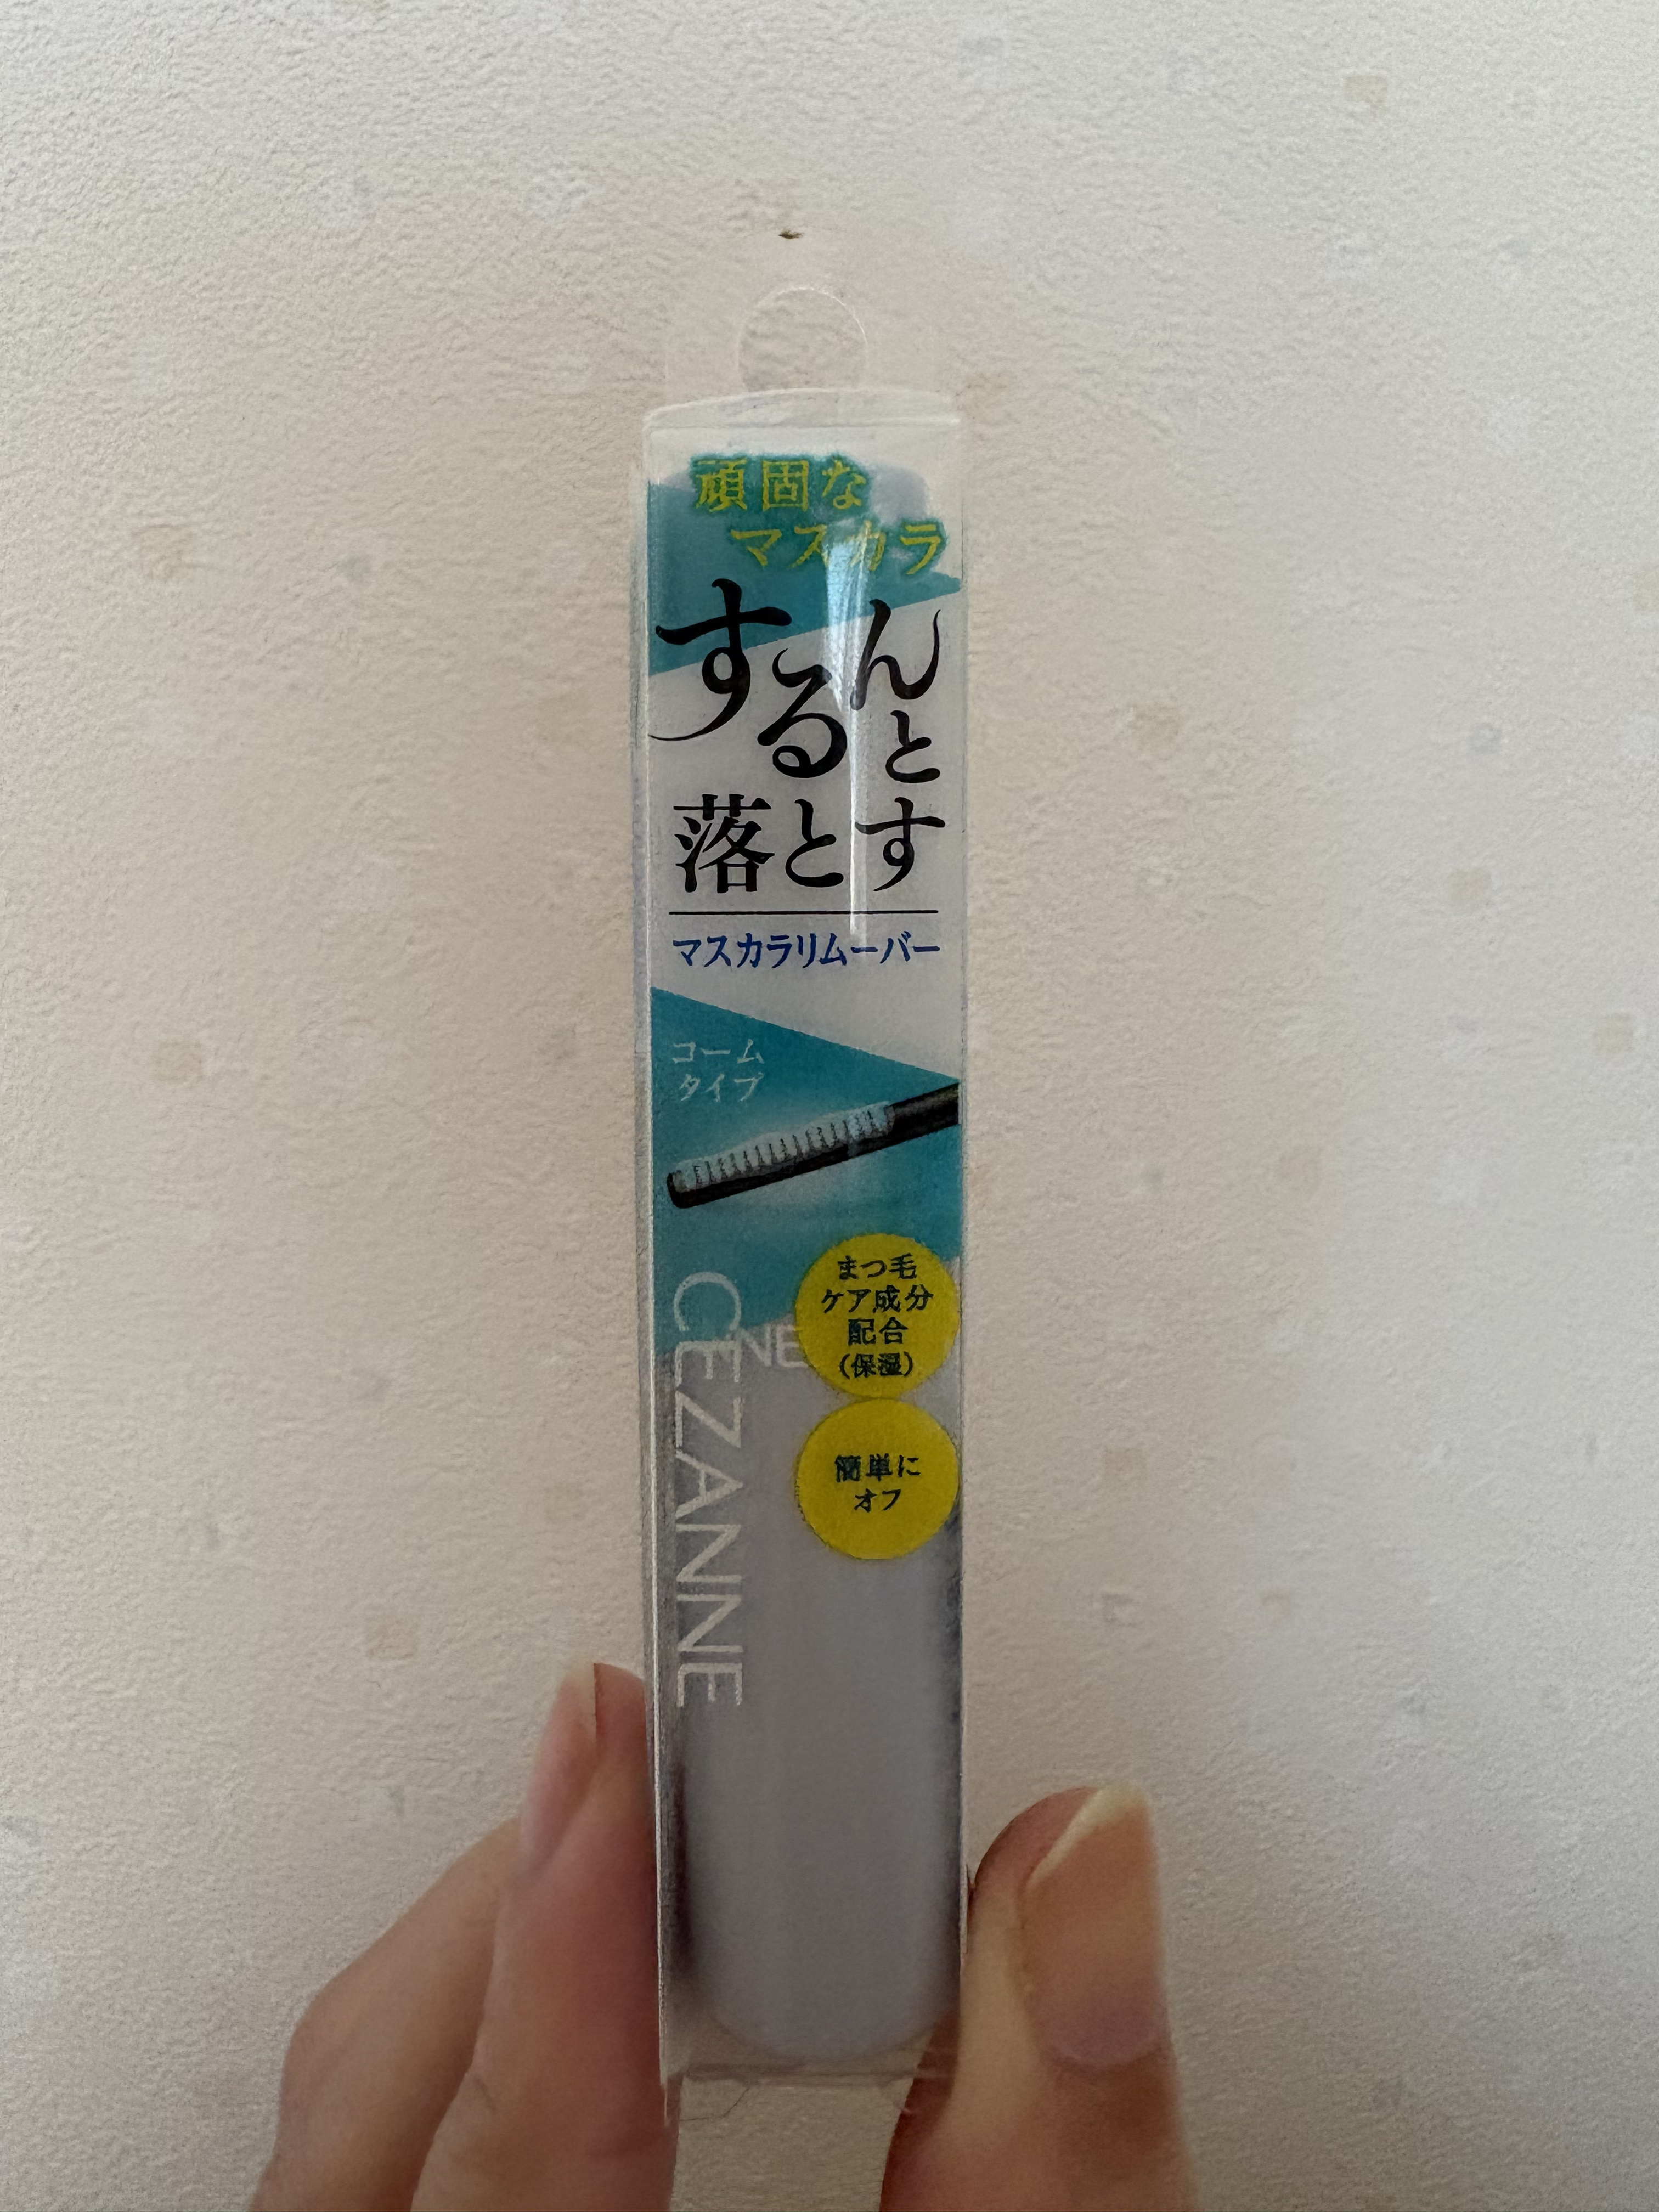 頑固な
マスカラ
するんと
落とす
マスカラリムーバー
コーム
タイプ
まつ毛
ケア成分
配合
(保湿)
簡単に
オフ
CEZANNE
NE